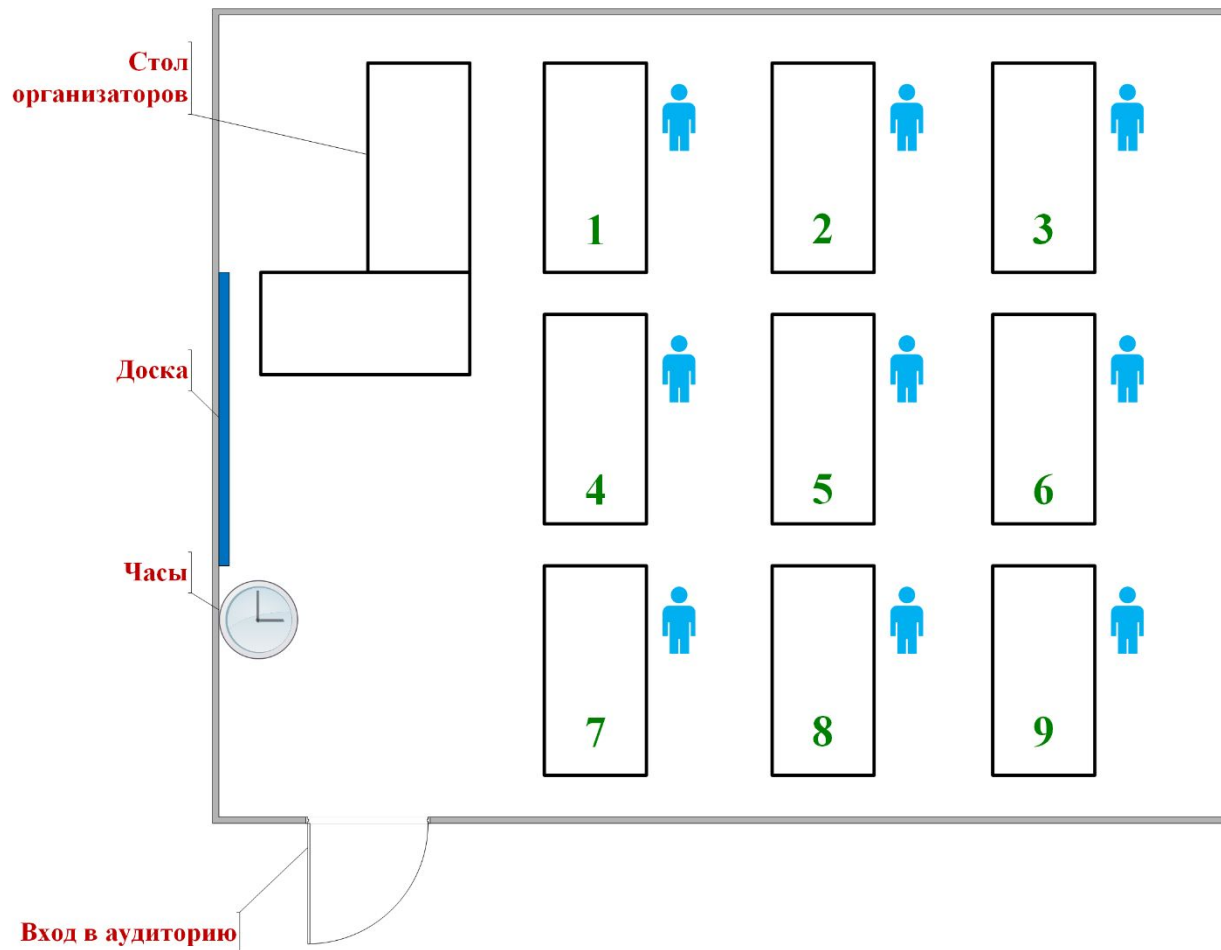 Стол
организаторов
1 2 3
Доска
4 5 6
Часы
7 8 9
Вход в аудиторию